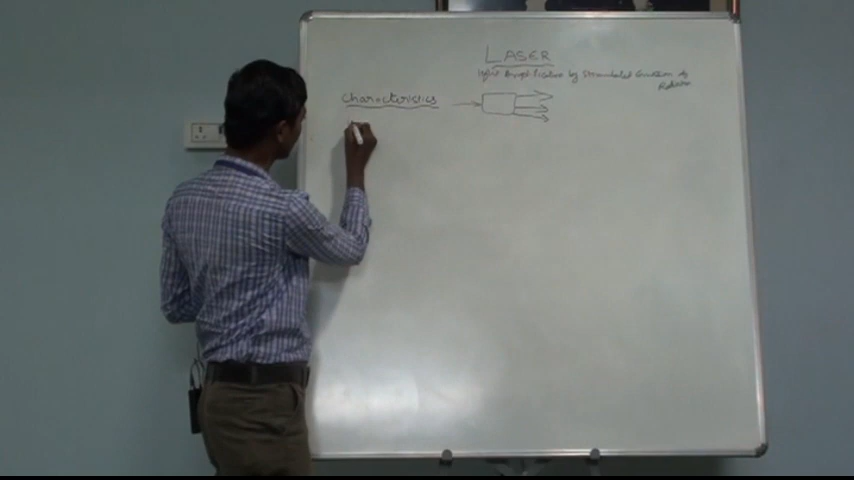 LASER
light Amplification by Stimulated Emission of
Radiation
Characteristics